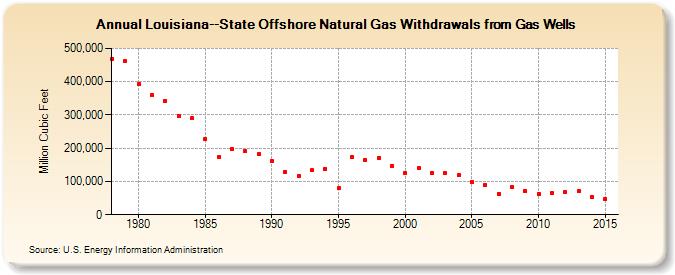 Annual Louisiana--State Offshore Natural Gas Withdrawals from Gas Wells
Million Cubic Feet
500,000
400,000
300,000
200,000
100,000
0
1980 1985 1990 1995 2000 2005 2010 2015
Source: U.S. Energy Information Administration